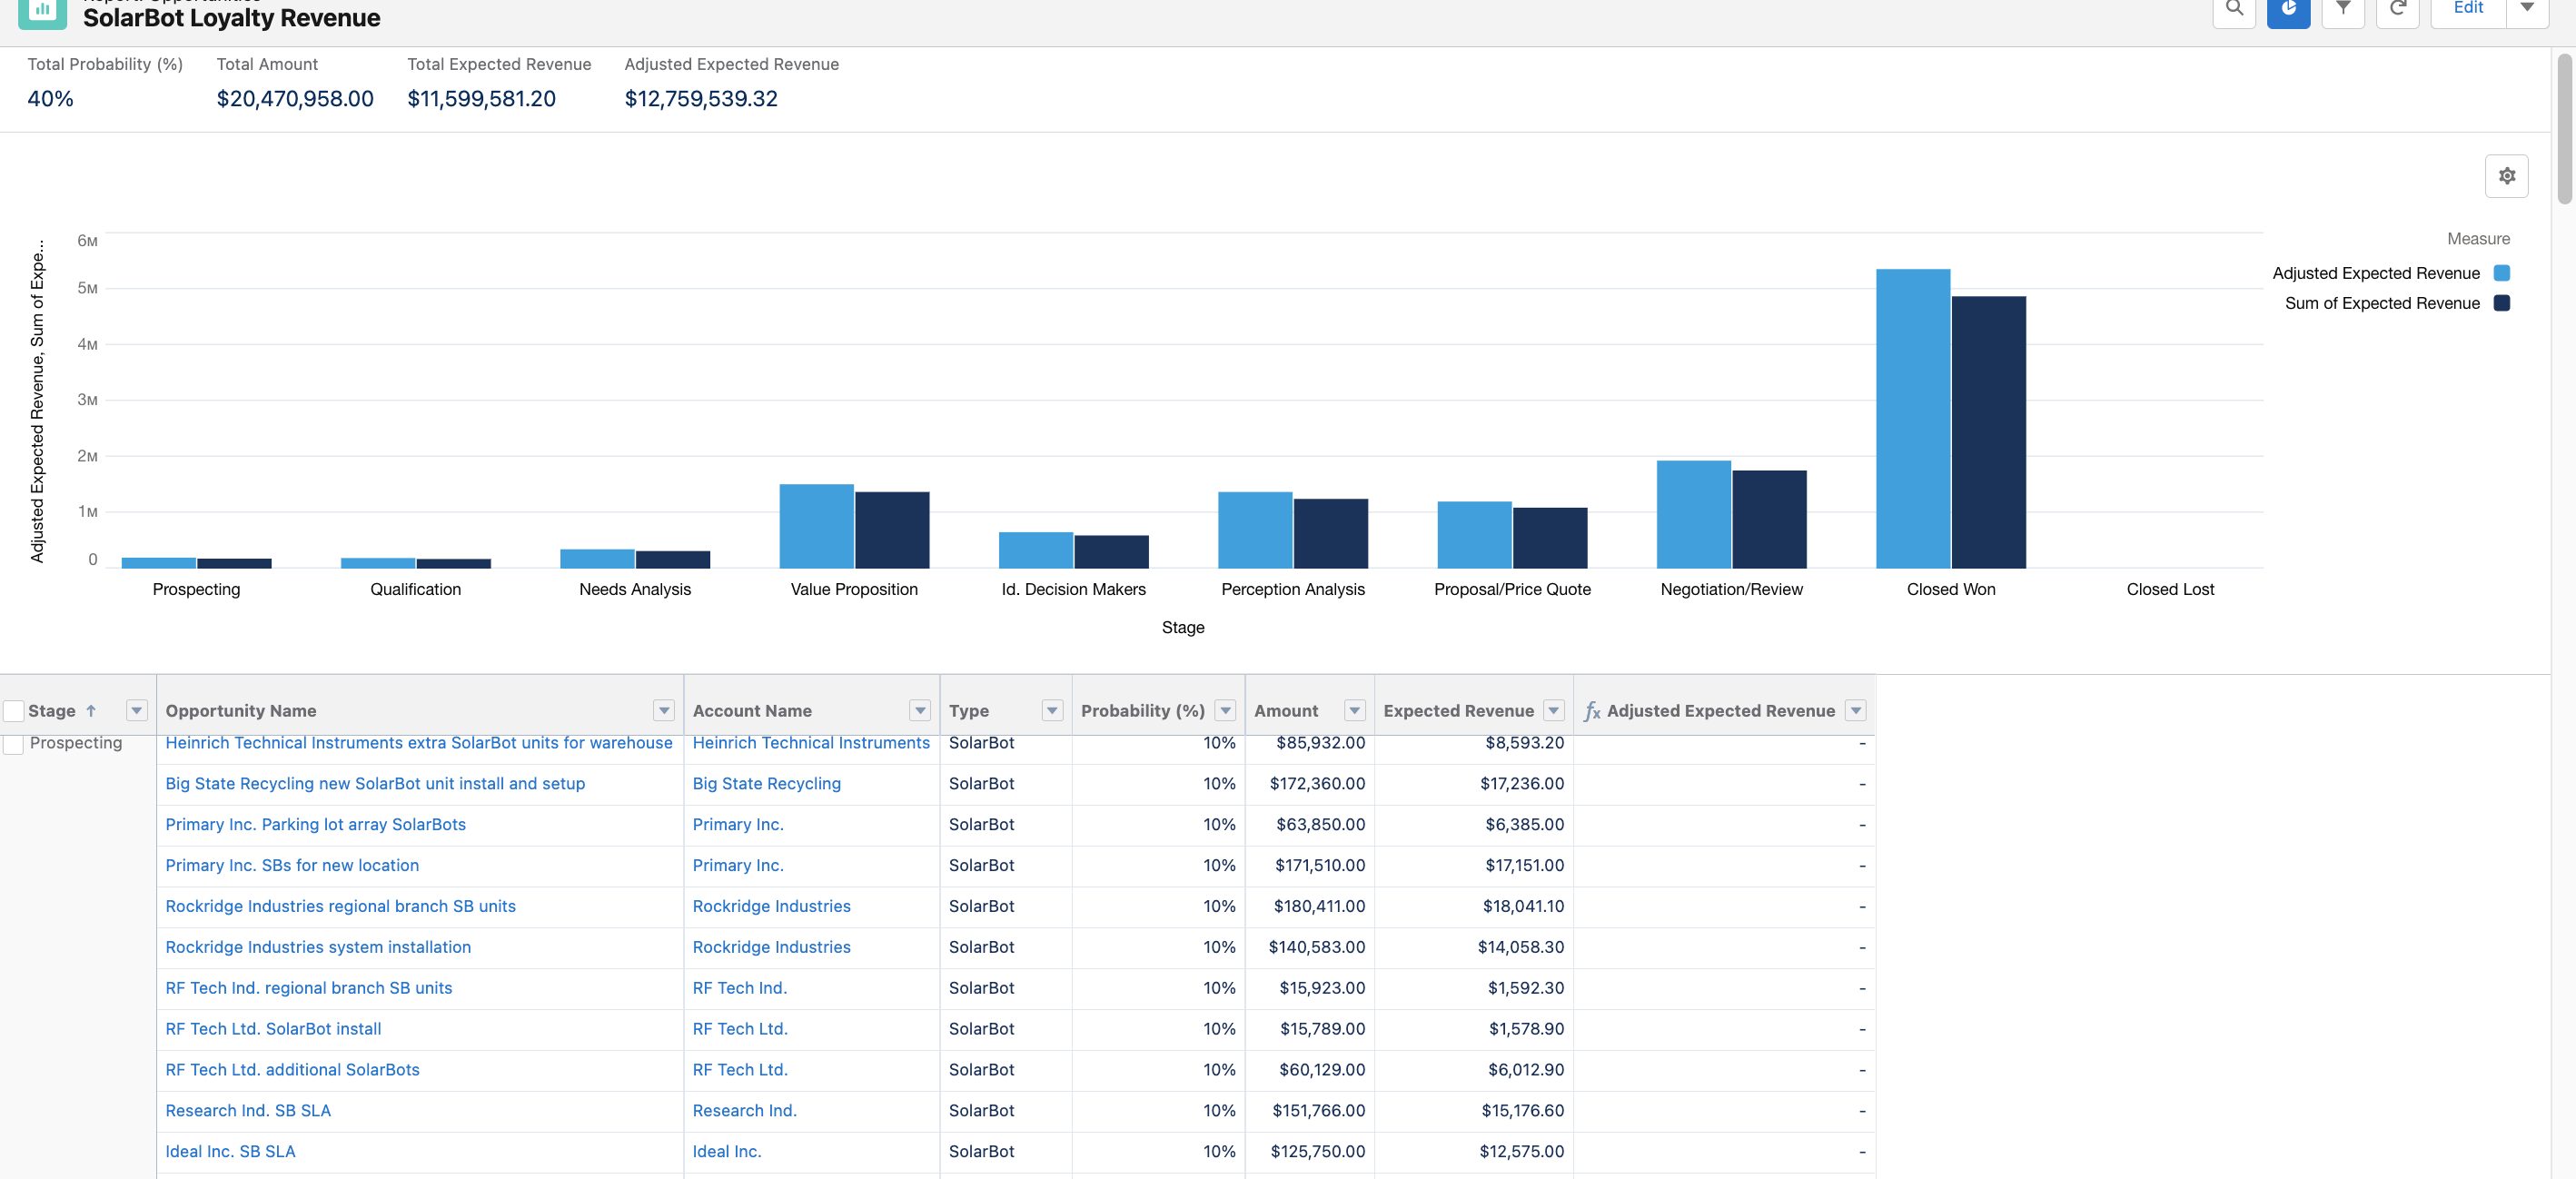 Report: Opportunities
SolarBot Loyalty Revenue
Edit
Total Probability (%) Total Amount Total Expected Revenue Adjusted Expected Revenue
40% $20,470,958.00 $11,599,581.20 $12,759,539.32
Adjusted Expected Revenue, Sum of Expe...
6M
5M
4M
3M
2M
1M
0
Prospecting Qualification Needs Analysis Value Proposition Id. Decision Makers Perception Analysis Proposal/Price Quote Negotiation/Review Closed Won Closed Lost
Stage
Measure
Adjusted Expected Revenue
Sum of Expected Revenue
Stage ↑ Opportunity Name Account Name Type Probability (%) Amount Expected Revenue fx Adjusted Expected Revenue
Prospecting Heinrich Technical Instruments extra SolarBot units for warehouse Heinrich Technical Instruments SolarBot 10% $85,932.00 $8,593.20 -
Big State Recycling new SolarBot unit install and setup Big State Recycling SolarBot 10% $172,360.00 $17,236.00 -
Primary Inc. Parking lot array SolarBots Primary Inc. SolarBot 10% $63,850.00 $6,385.00 -
Primary Inc. SBs for new location Primary Inc. SolarBot 10% $171,510.00 $17,151.00 -
Rockridge Industries regional branch SB units Rockridge Industries SolarBot 10% $180,411.00 $18,041.10 -
Rockridge Industries system installation Rockridge Industries SolarBot 10% $140,583.00 $14,058.30 -
RF Tech Ind. regional branch SB units RF Tech Ind. SolarBot 10% $15,923.00 $1,592.30 -
RF Tech Ltd. SolarBot install RF Tech Ltd. SolarBot 10% $15,789.00 $1,578.90 -
RF Tech Ltd. additional SolarBots RF Tech Ltd. SolarBot 10% $60,129.00 $6,012.90 -
Research Ind. SB SLA Research Ind. SolarBot 10% $151,766.00 $15,176.60 -
Ideal Inc. SB SLA Ideal Inc. SolarBot 10% $125,750.00 $12,575.00 -